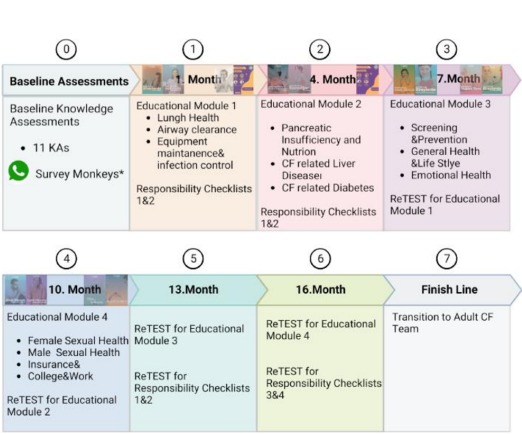 0
1
2
3
Baseline Assessments
1. Month
4. Month
7.Month
Baseline Knowledge
Assessments
• 11 KAs
Survey Monkeys*
Educational Module 1
• Lungh Health
• Airway clearance
• Equipment
maintanence&
infection control
Responsibility Checklists
1&2
Educational Module 2
• Pancreatic
Insufficiency and
Nutrion
• CF related Liver
Diseaseı
• CF related Diabetes
Responsibility Checklists
1&2
Educational Module 3
• Screening
&Prevention
• General Health
&Life Stlye
• Emotional Health
ReTEST for Educational
Module 1
4
5
6
7
10. Month
13.Month
16.Month
Finish Line
Educational Module 4
• Female Sexual Health
• Male Sexual Health
• Insurance&
• College&Work
ReTEST for Educational
Module 2
ReTEST for Educational
Module 3
ReTEST for
Responsibility Checklists
1&2
ReTEST for Educational
Module 4
ReTEST for
Responsibility Checklists
3&4
Transition to Adult CF
Team